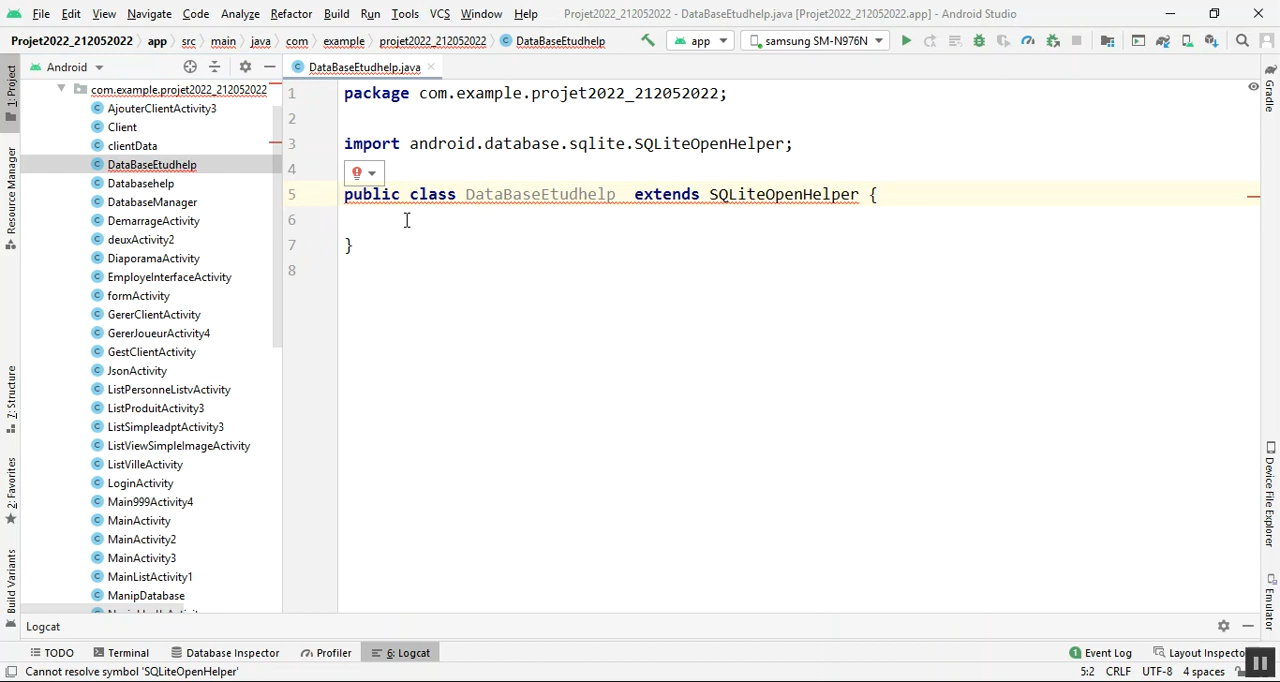 File Edit View Navigate Code Analyze Refactor Build Run Tools VCS Window Help Projet2022_212052022 - DataBaseEtudhelp.java [Projet2022_212052022.app] - Android Studio
Projet2022_212052022 app src main java com example projet2022_212052022 DataBaseEtudhelp app samsung SM-N976N
Android
DataBaseEtudhelp.java
1: Project
Resource Manager
7: Structure
2: Favorites
Build Variants
com.example.projet2022_212052022
AjouterClientActivity3
Client
clientData
DataBaseEtudhelp
Databasehelp
DatabaseManager
DemarrageActivity
deuxActivity2
DiaporamaActivity
EmployeInterfaceActivity
formActivity
GererClientActivity
GererJoueurActivity4
GestClientActivity
JsonActivity
ListPersonneListvActivity
ListProduitActivity3
ListSimpleadptActivity3
ListViewSimpleImageActivity
ListVilleActivity
LoginActivity
Main999Activity4
MainActivity
MainActivity2
MainActivity3
MainListActivity1
ManipDatabase
1 package com.example.projet2022_212052022;
2
3 import android.database.sqlite.SQLiteOpenHelper;
4
5 public class DataBaseEtudhelp extends SQLiteOpenHelper {
6
7 }
8
Gradle
Device File Explorer
Emulator
Logcat
TODO Terminal Database Inspector Profiler 6: Logcat 1 Event Log Layout Inspecto
Cannot resolve symbol 'SQLiteOpenHelper' 5:2 CRLF UTF-8 4 spaces